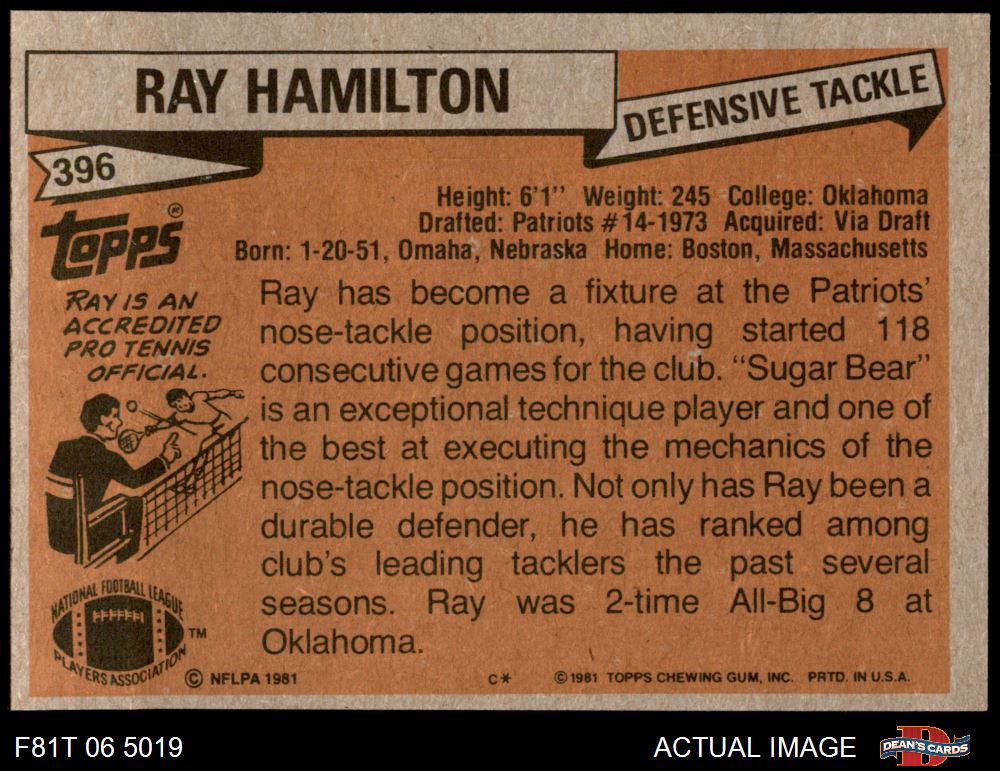 RAY HAMILTON
DEFENSIVE TACKLE
396
Topps®
Height: 6'1'' Weight: 245 College: Oklahoma
Drafted: Patriots #14-1973 Acquired: Via Draft
Born: 1-20-51, Omaha, Nebraska Home: Boston, Massachusetts
RAY IS AN
ACCREDITED
PRO TENNIS
OFFICIAL.
Ray has become a fixture at the Patriots'
nose-tackle position, having started 118
consecutive games for the club. “Sugar Bear”
is an exceptional technique player and one of
the best at executing the mechanics of the
nose-tackle position. Not only has Ray been a
durable defender, he has ranked among
club's leading tacklers the past several
seasons. Ray was 2-time All-Big 8 at
Oklahoma.
NATIONAL FOOTBALL LEAGUE
PLAYERS ASSOCIATION
TM
© NFLPA 1981
C*
© 1981 TOPPS CHEWING GUM, INC. PRTD. IN U.S.A.
F81T 06 5019
ACTUAL IMAGE
DEAN'S CARDS